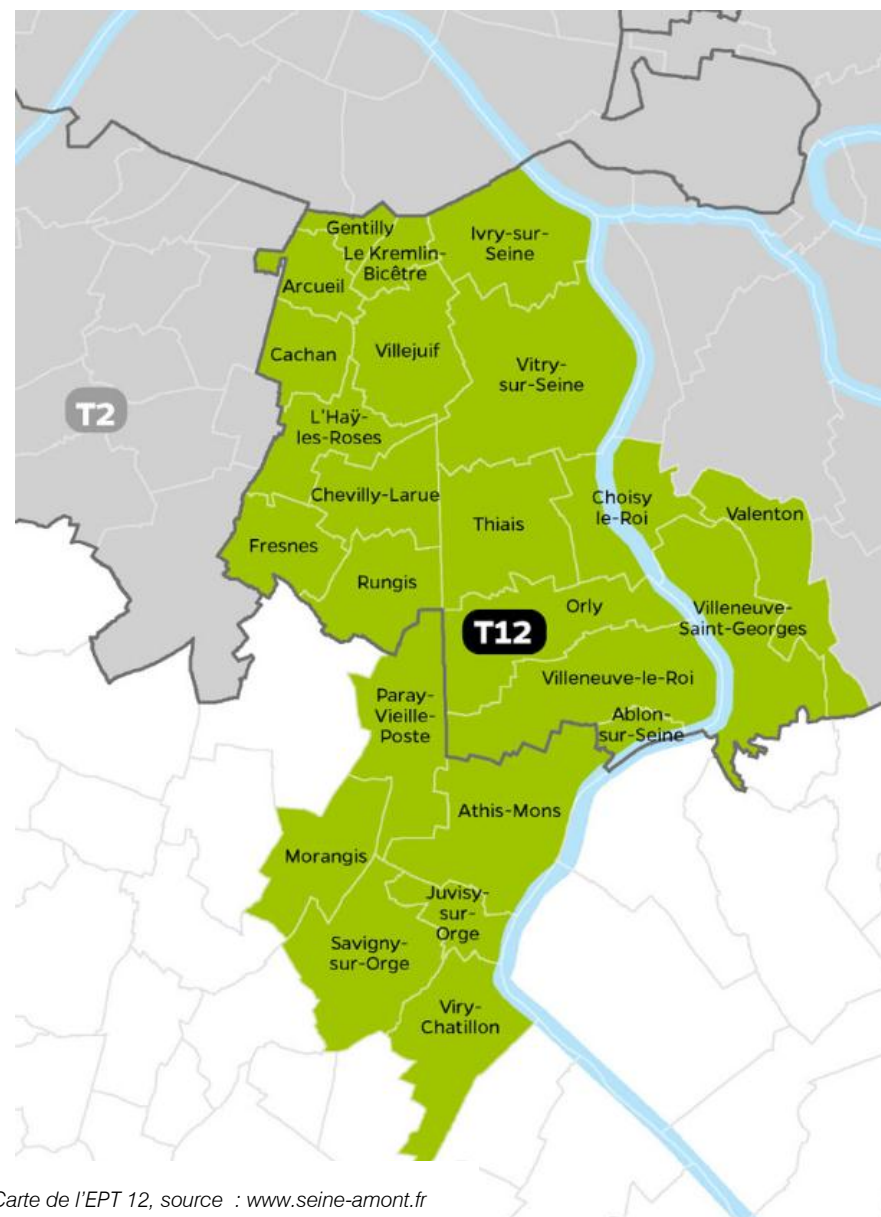 Gentilly
Le Kremlin-
Bicêtre
Ivry-sur-
Seine
Arcueil
Cachan
Villejuif
Vitry-
sur-Seine
T2
L'Haÿ-
les-Roses
Chevilly-Larue
Thiais
Choisy
le-Roi
Valenton
Fresnes
Rungis
Orly
Villeneuve-
Saint-Georges
T12
Villeneuve-le-Roi
Paray-
Vieille-
Poste
Ablon-
sur-Seine
Athis-Mons
Morangis
Juvisy-
sur-
Orge
Savigny-
sur-Orge
Viry-
Chatillon
Carte de l'EPT 12, source : www.seine-amont.fr